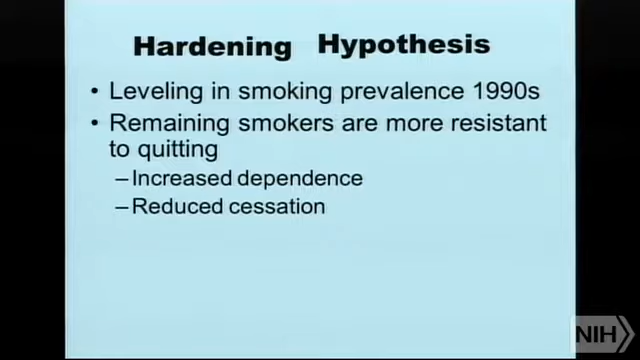 Hardening Hypothesis
• Leveling in smoking prevalence 1990s
• Remaining smokers are more resistant
to quitting
–Increased dependence
–Reduced cessation
NIH